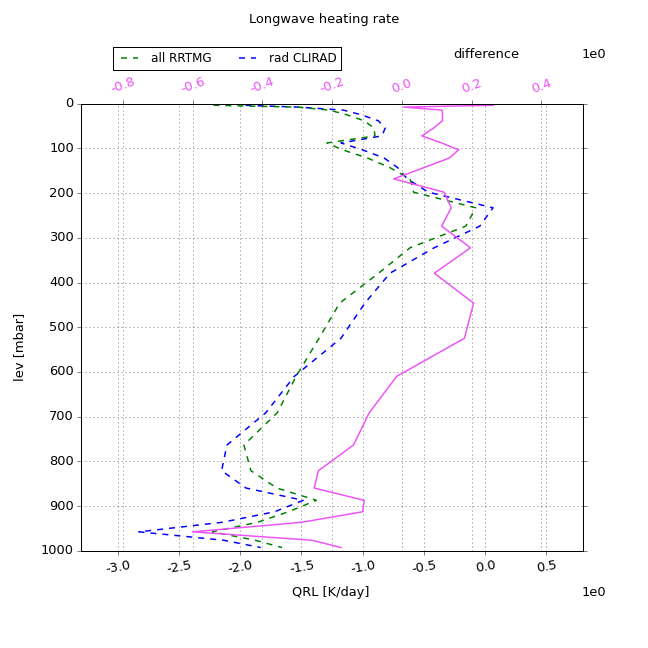 Longwave heating rate
all RRTMG rad CLIRAD difference 1e0
-0.8 -0.6 -0.4 -0.2 0.0 0.2 0.4
0
100
200
300
400
500
600
700
800
900
1000
lev [mbar]
-3.0 -2.5 -2.0 -1.5 -1.0 -0.5 0.0 0.5
QRL [K/day] 1e0